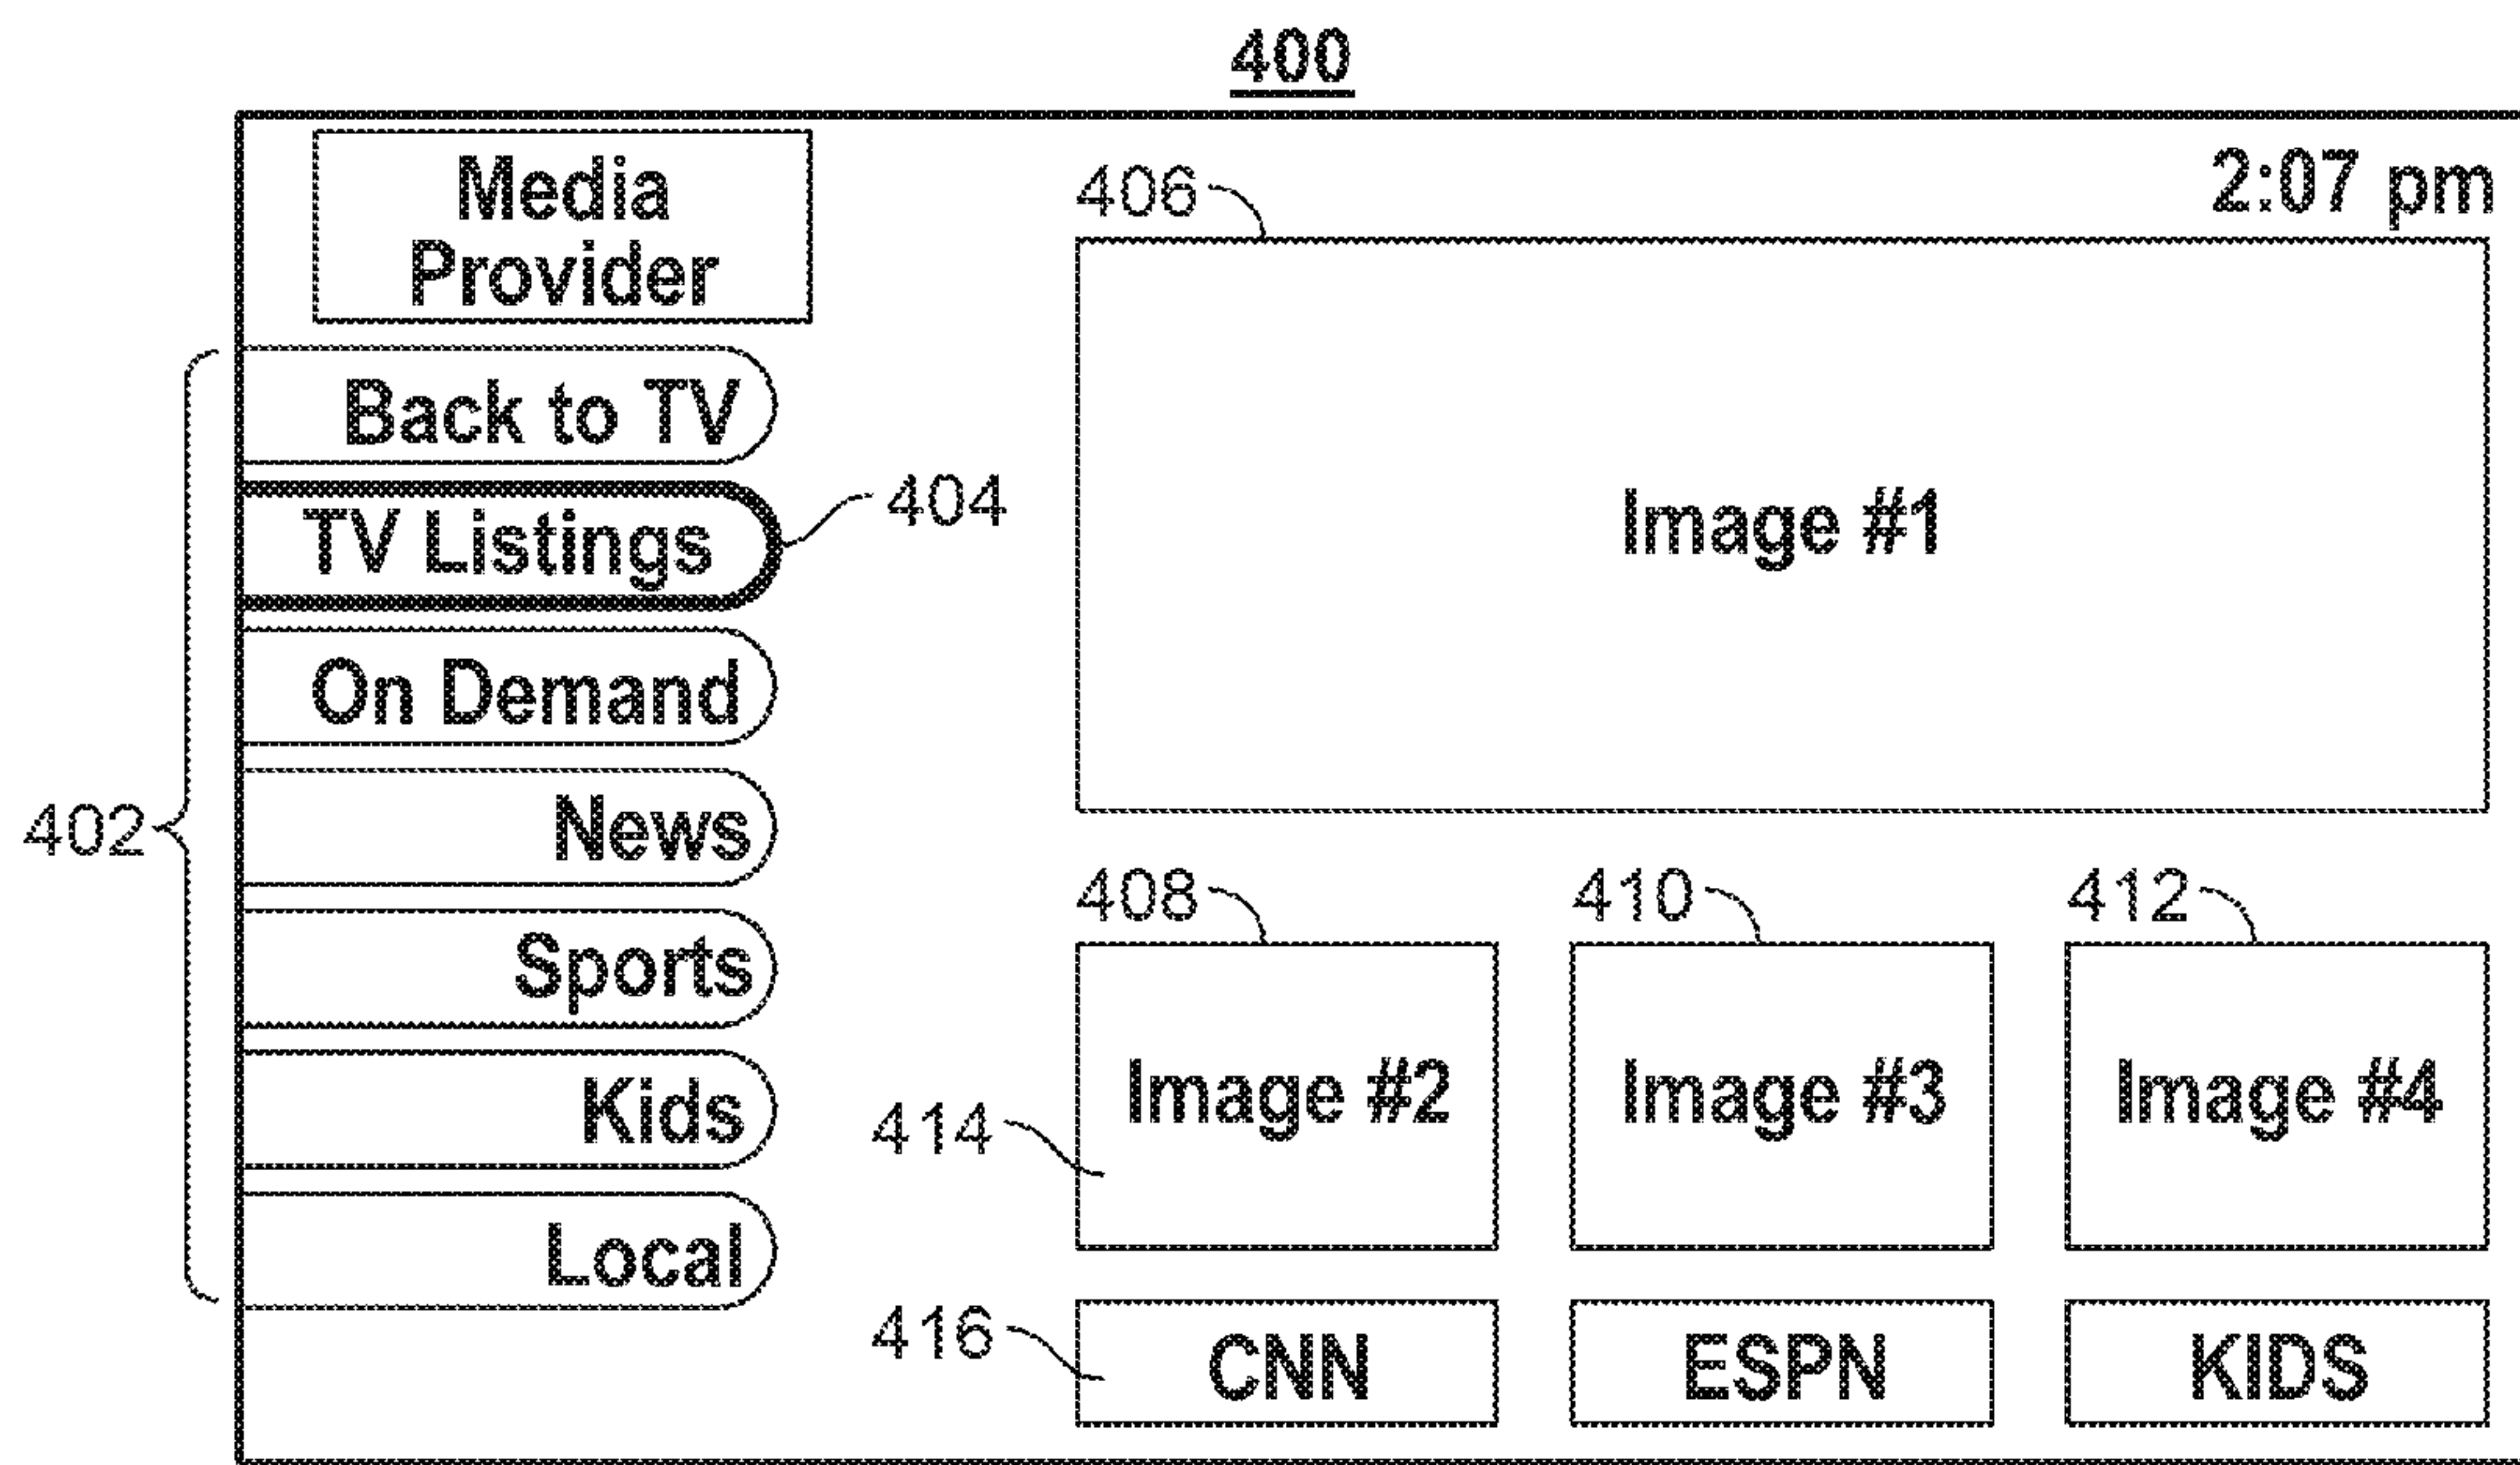 400
Media
Provider
2:07 pm
406
Back to TV
TV Listings
404
Image #1
On Demand
News
402
Sports
Kids
Local
408
410
412
Image #2
Image #3
Image #4
414
416
CNN
ESPN
KIDS